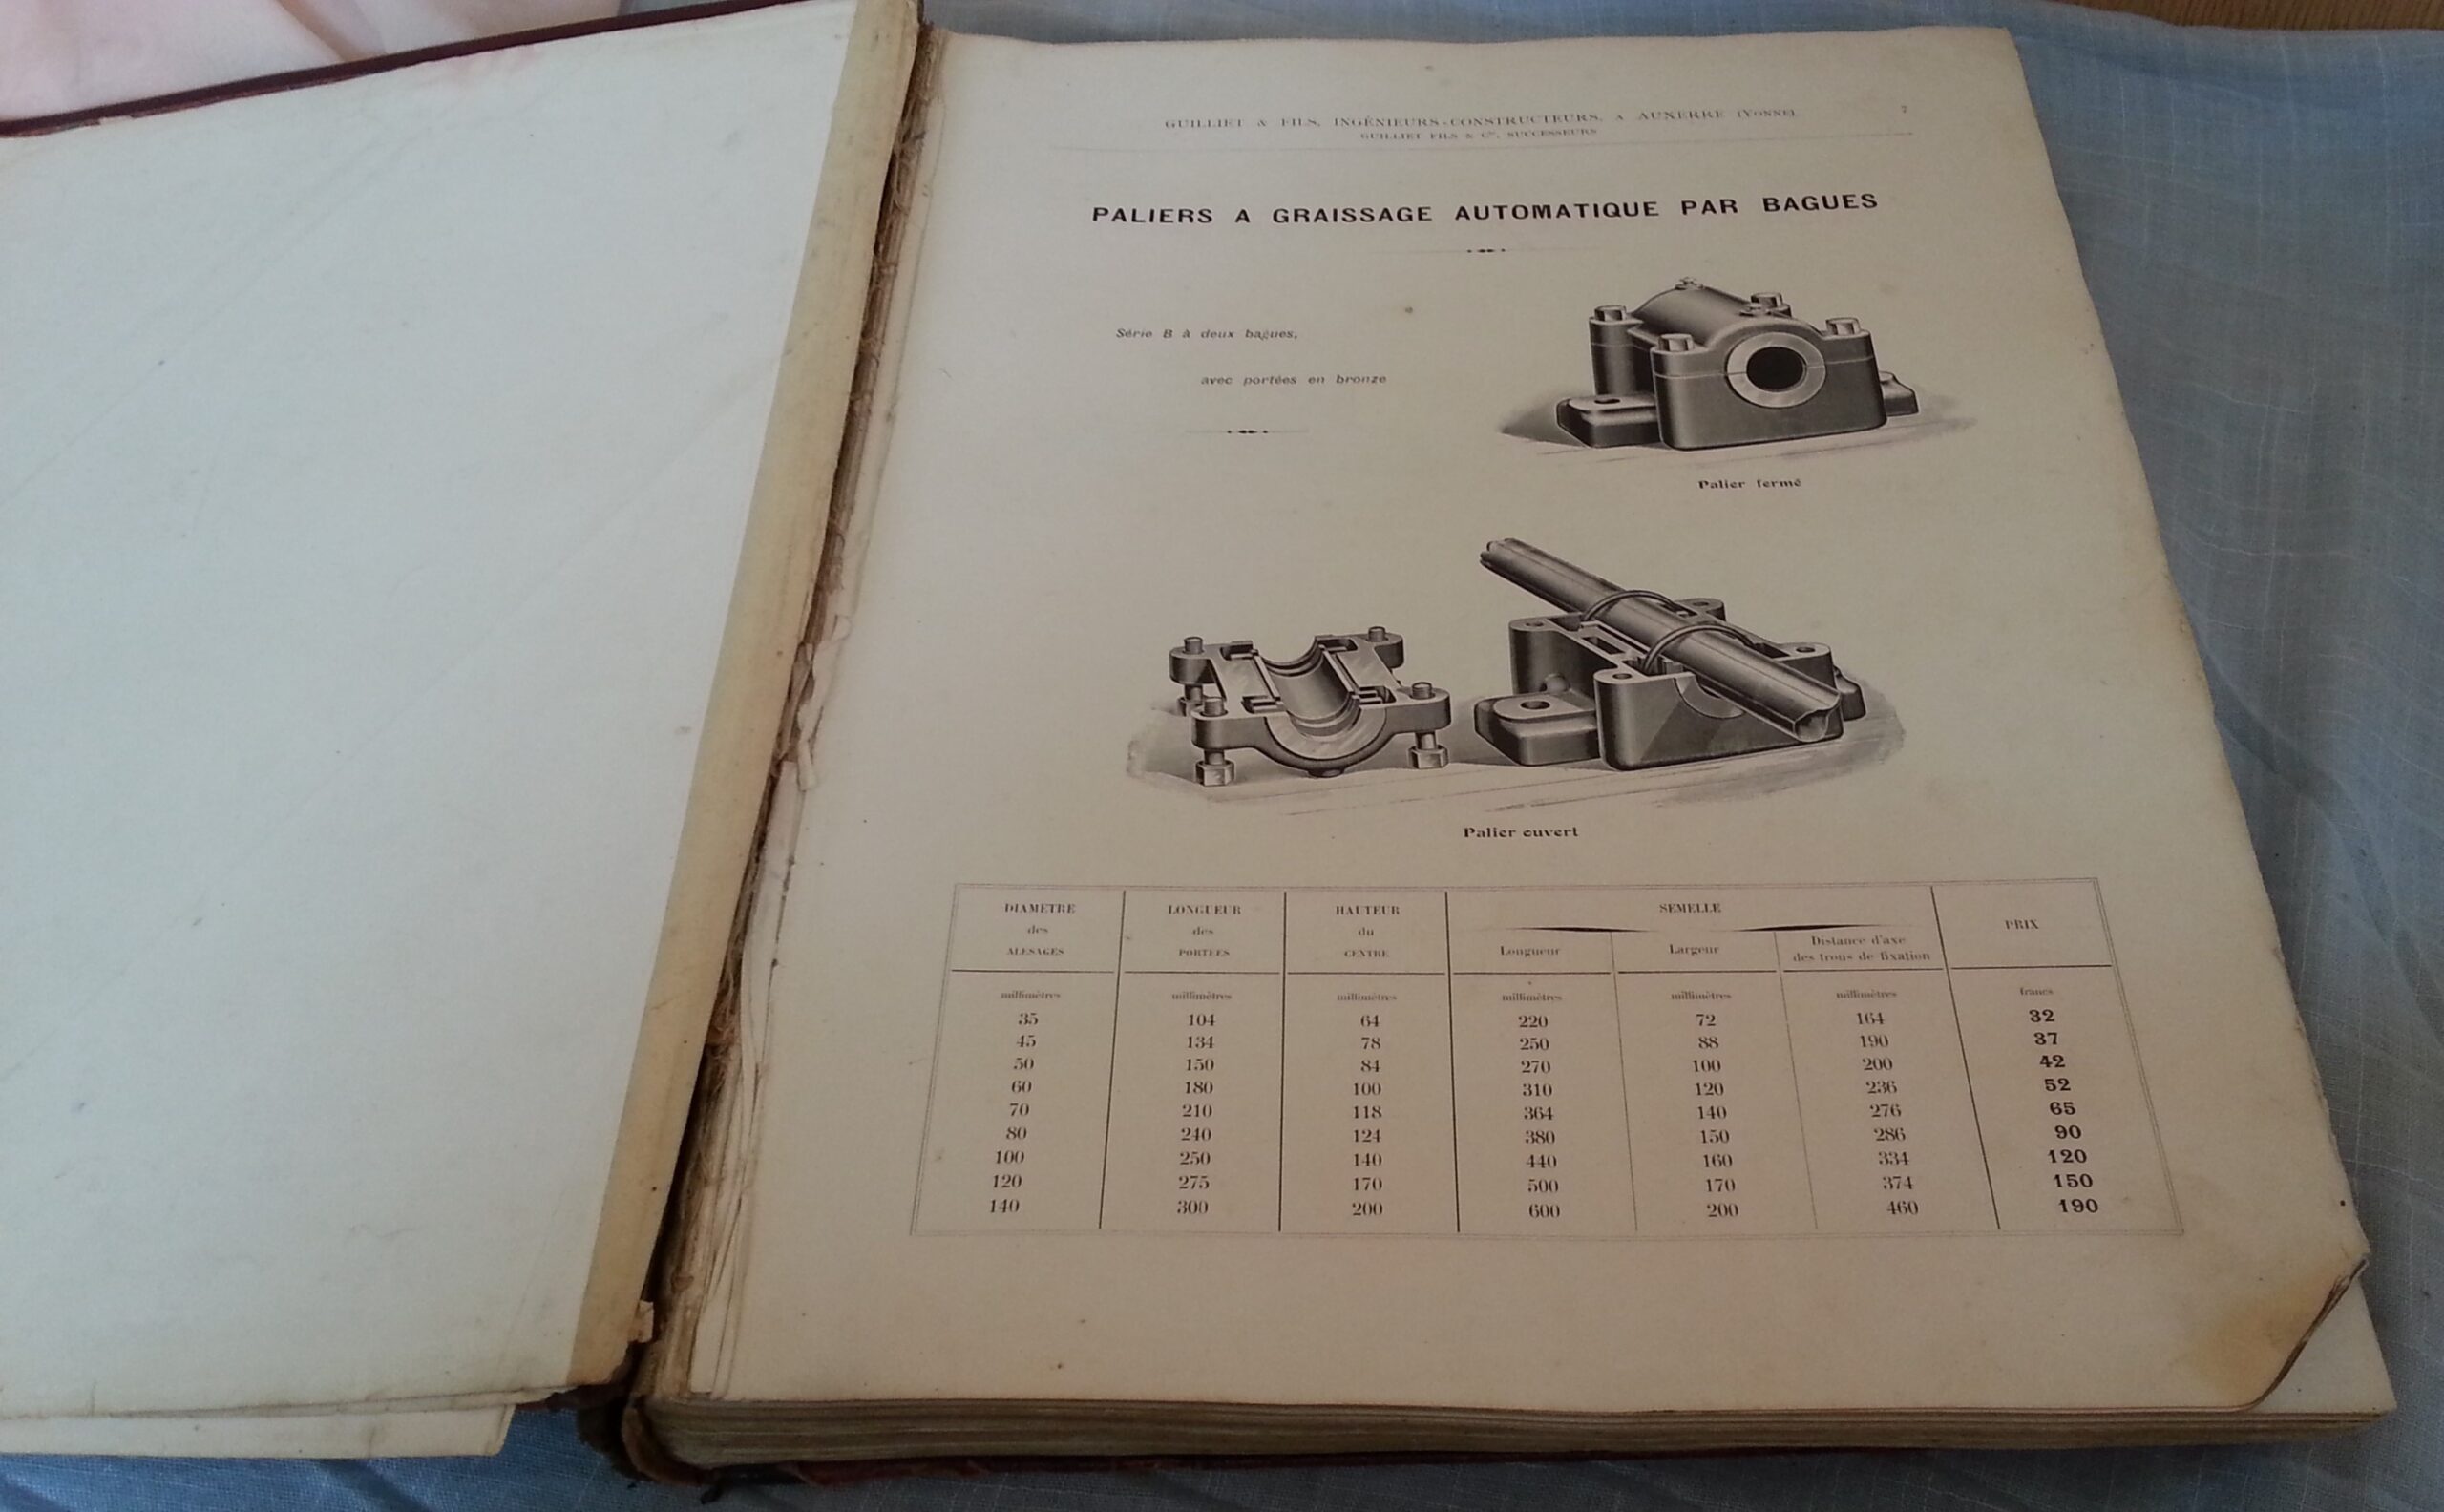 GUILLIET & FILS, INGÉNIEURS-CONSTRUCTEURS, A AUXERRE (YONNE) 7
GUILLIET FILS & Cie, SUCCESSEURS
PALIERS A GRAISSAGE AUTOMATIQUE PAR BAGUES
Série B à deux bagues,
avec portées en bronze
Palier fermé
Palier ouvert
DIAMÈTRE LONGUEUR HAUTEUR SEMELLE PRIX
des des du
ALÉSAGES PORTÉES CENTRE Longueur Largeur Distance d'axe
des trous de fixation
millimètres millimètres millimètres millimètres millimètres millimètres francs
35 104 64 220 72 164 32
45 134 78 250 88 190 37
50 150 84 270 100 200 42
60 180 100 310 120 236 52
70 210 118 364 140 276 65
80 240 124 380 150 286 90
100 250 140 440 160 334 120
120 275 170 500 170 374 150
140 300 200 600 200 460 190